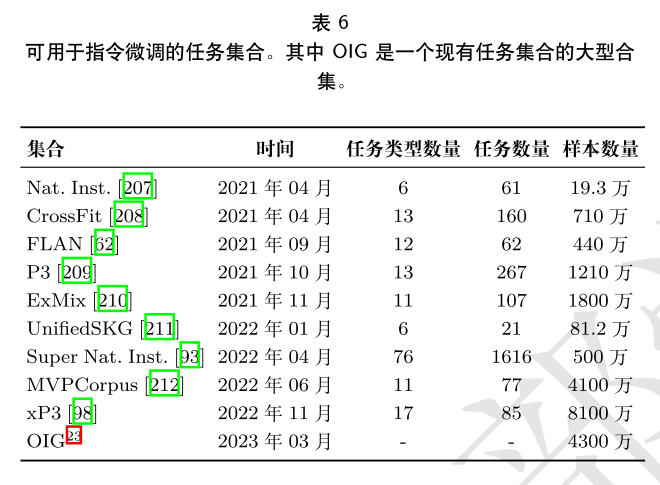 表 6
可用于指令微调的任务集合。其中 OIG 是一个现有任务集合的大型合
集。
集合 时间 任务类型数量 任务数量 样本数量
Nat. Inst. [207] 2021 年 04 月 6 61 19.3 万
CrossFit [208] 2021 年 04 月 13 160 710 万
FLAN [62] 2021 年 09 月 12 62 440 万
P3 [209] 2021 年 10 月 13 267 1210 万
ExMix [210] 2021 年 11 月 11 107 1800 万
UnifiedSKG [211] 2022 年 01 月 6 21 81.2 万
Super Nat. Inst. [93] 2022 年 04 月 76 1616 500 万
MVPCorpus [212] 2022 年 06 月 11 77 4100 万
xP3 [98] 2022 年 11 月 17 85 8100 万
OIG23 2023 年 03 月 - - 4300 万